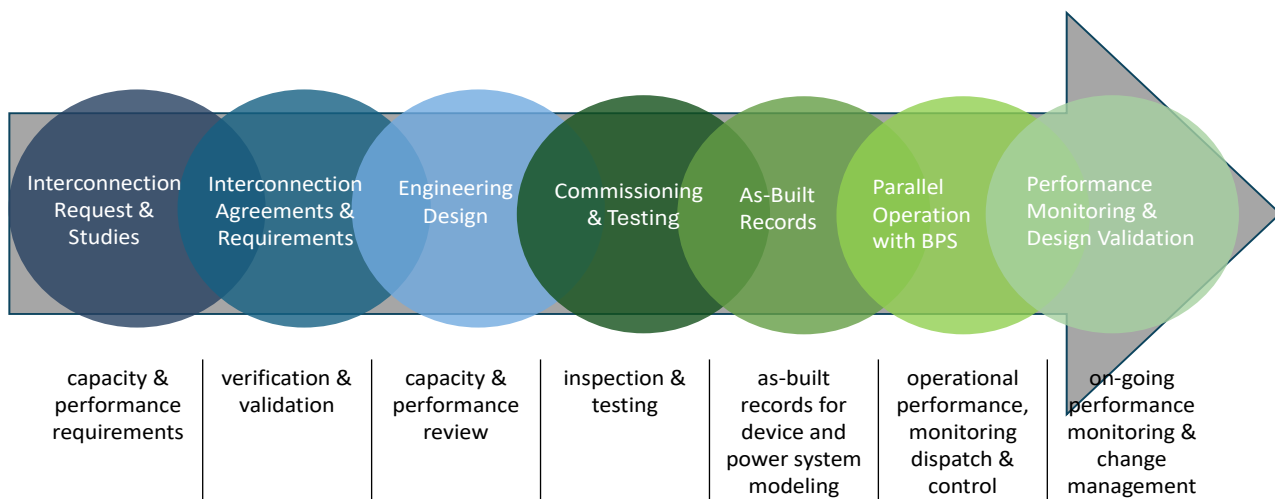 Interconnection
Request &
Studies
Interconnection
Agreements &
Requirements
Engineering
Design
Commissioning
& Testing
As-Built
Records
Parallel
Operation
with BPS
Performance
Monitoring &
Design Validation
capacity &
performance
requirements
verification &
validation
capacity &
performance
review
inspection &
testing
as-built
records for
device and
power system
modeling
operational
performance,
monitoring
dispatch &
control
on-going
performance
monitoring &
change
management